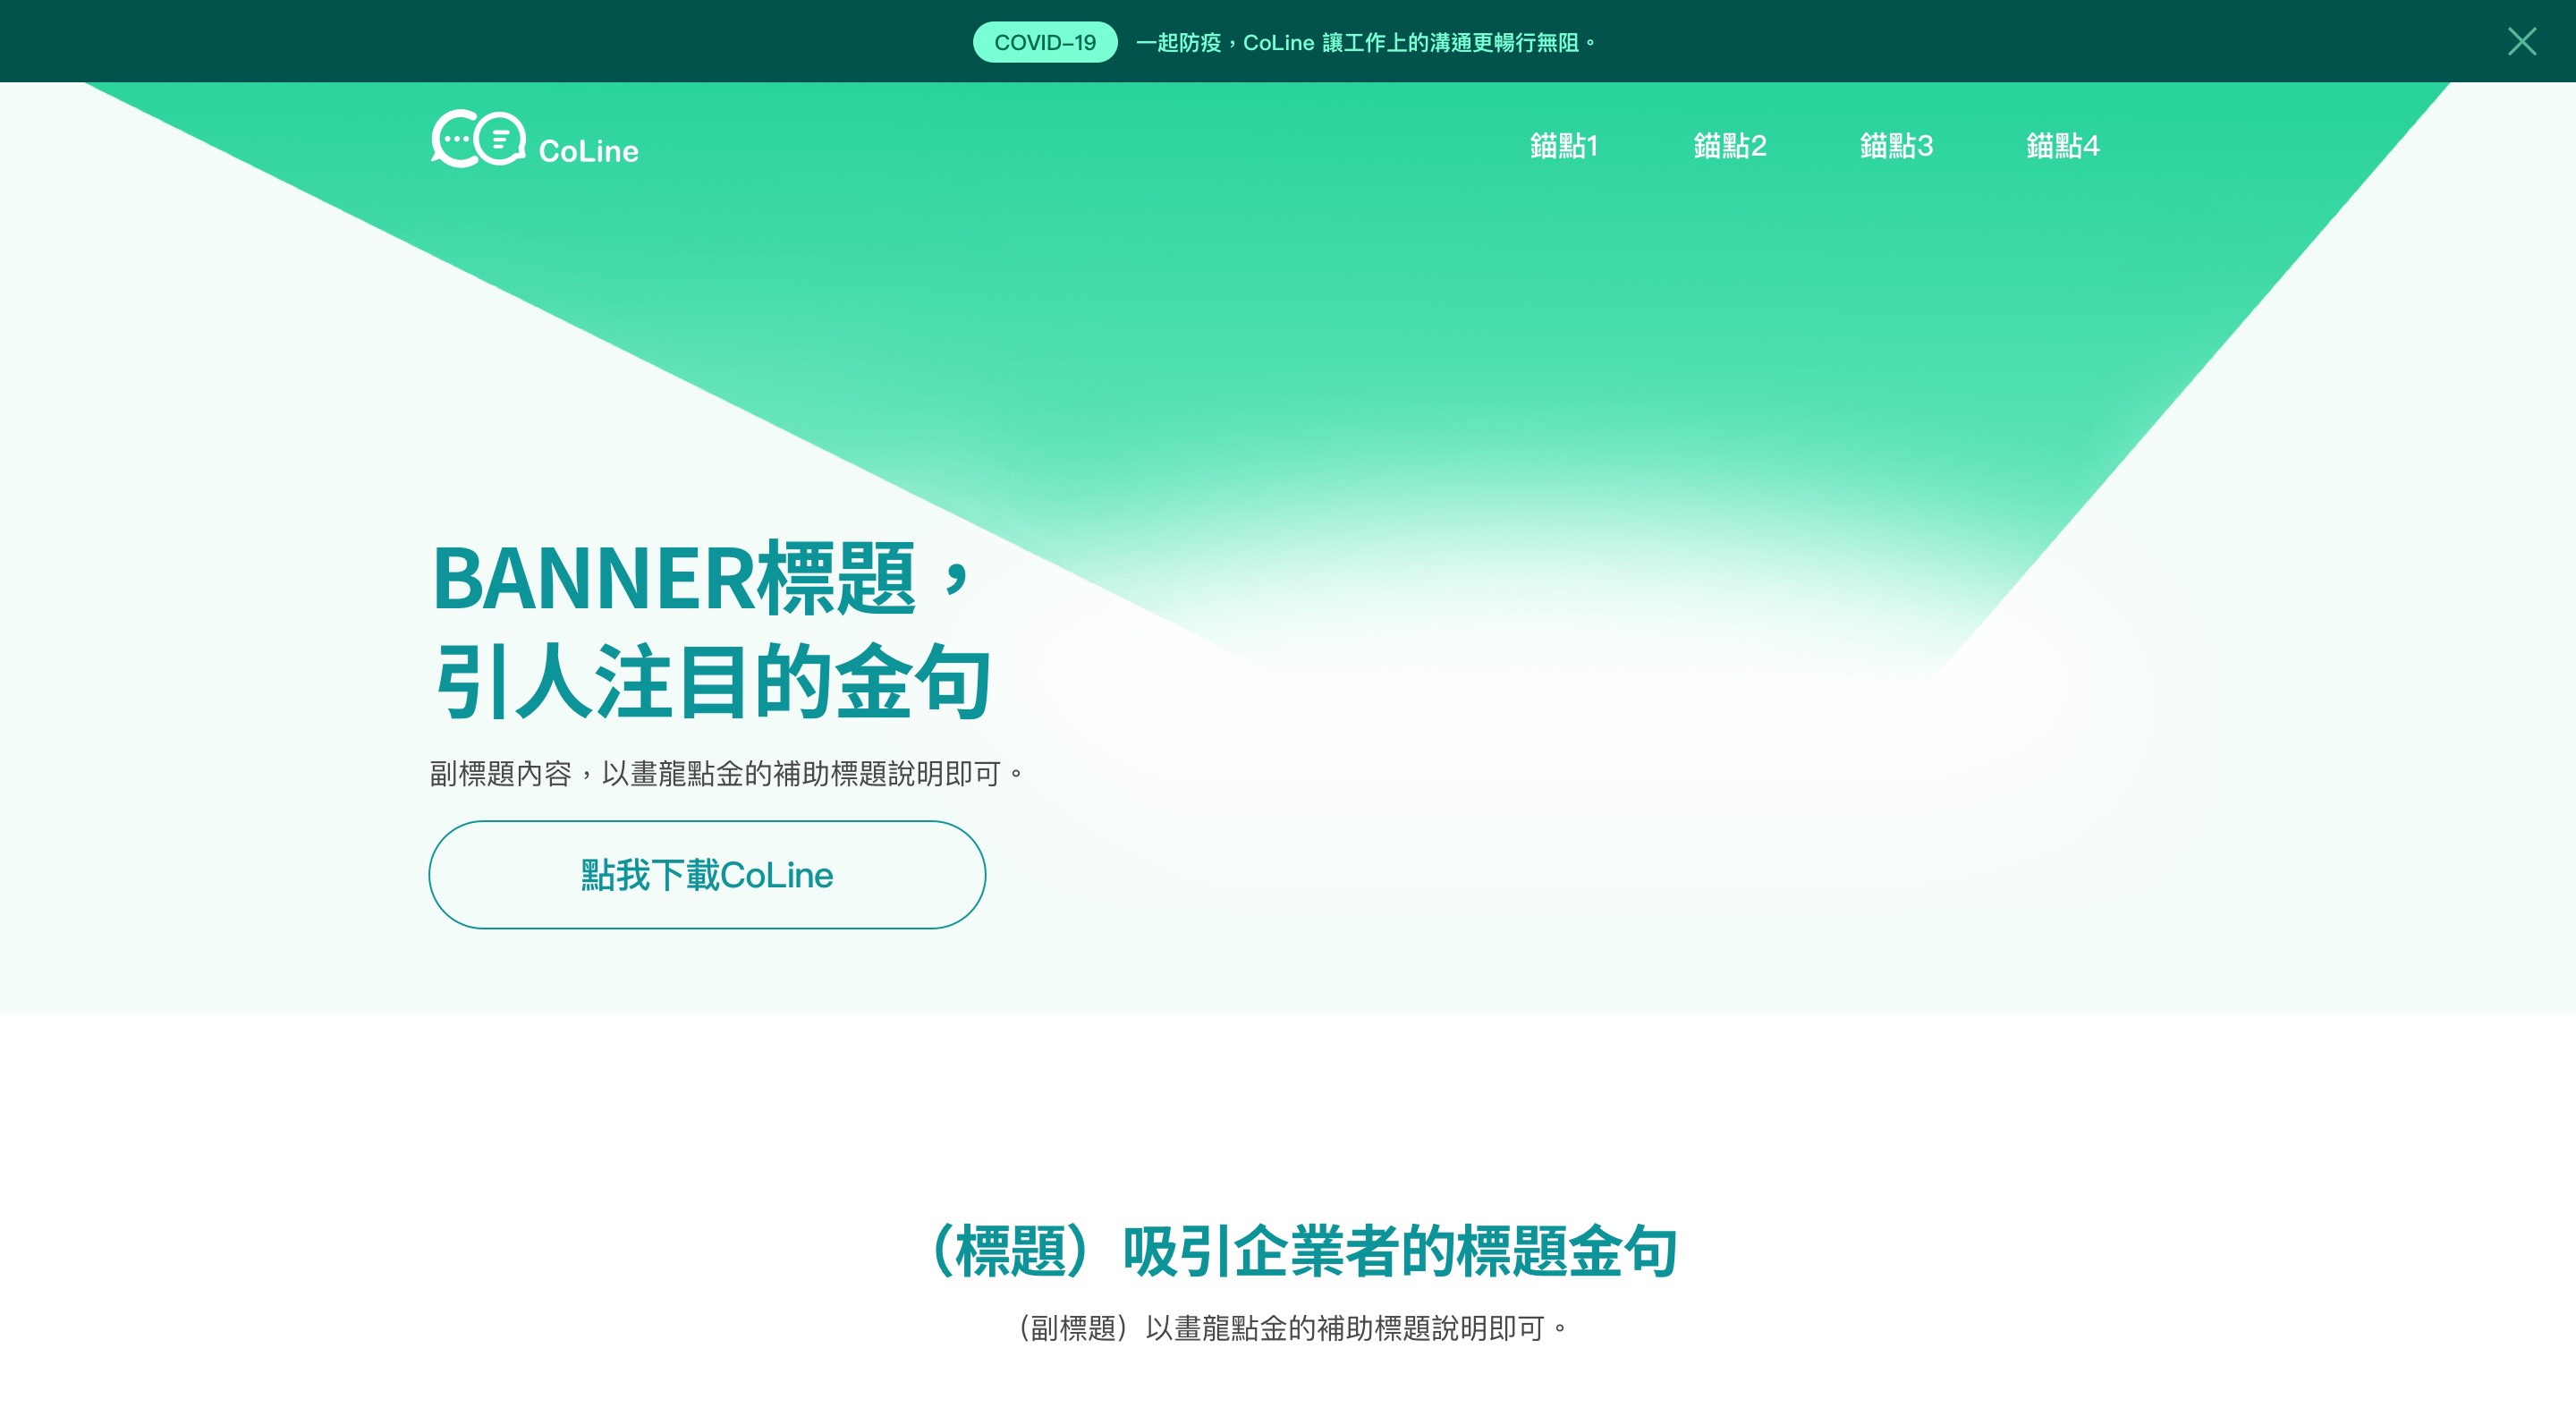 COVID–19 一起防疫，CoLine 讓工作上的溝通更暢行無阻。
CoLine 錨點1 錨點2 錨點3 錨點4
BANNER標題，
引人注目的金句
副標題內容，以畫龍點金的補助標題說明即可。
點我下載CoLine
（標題）吸引企業者的標題金句
（副標題）以畫龍點金的補助標題說明即可。